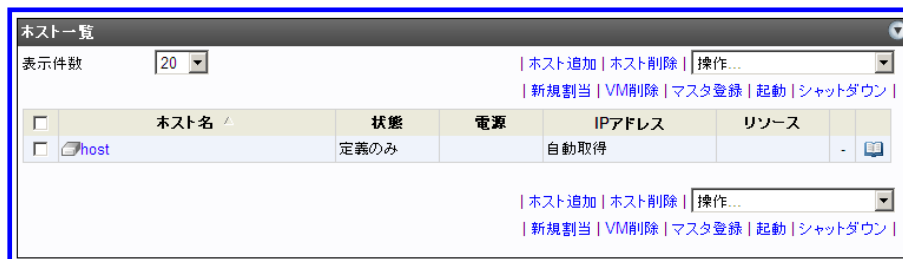 ホスト一覧
表示件数 20 | ホスト追加 | ホスト削除 | 操作...
| 新規割当 | VM削除 | マスタ登録 | 起動 | シャットダウン |
ホスト名 状態 電源 IPアドレス リソース
host 定義のみ 自動取得 -
| ホスト追加 | ホスト削除 | 操作...
| 新規割当 | VM削除 | マスタ登録 | 起動 | シャットダウン |